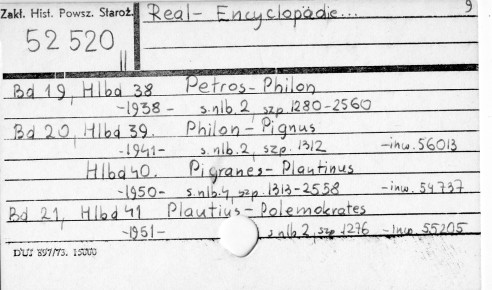 Zakł. Hist. Powsz. Staroż. Real-Encyclopädie... 9
52 520
Bd 19, Hlbd 38 Petros-Philon
-1938- s.nlb. 2, szp. 1280-2560
Bd 20, Hlbd 39. Philon-Pignus
-1941- s.nlb. 2, szp. 1312 -inw. 56013
Hlbd 40. Pigranes-Plautinus
-1950- s.nlb. 4, szp. 1313-2558 -inw. 54737
Bd 21, Hlbd 41 Plautius-Polemokrates
-1951- s nlb. 2, szp 1276 -inw. 55205
DUJ 897/73. 15000